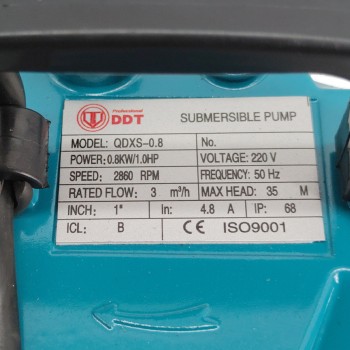 Professional
DDT SUBMERSIBLE PUMP
MODEL: QDXS-0.8 No.
POWER: 0.8KW/1.0HP VOLTAGE: 220 V
SPEED: 2860 RPM FREQUENCY: 50 Hz
RATED FLOW: 3 m³/h MAX HEAD: 35 M
INCH: 1" In: 4.8 A IP: 68
ICL: B CE ISO9001